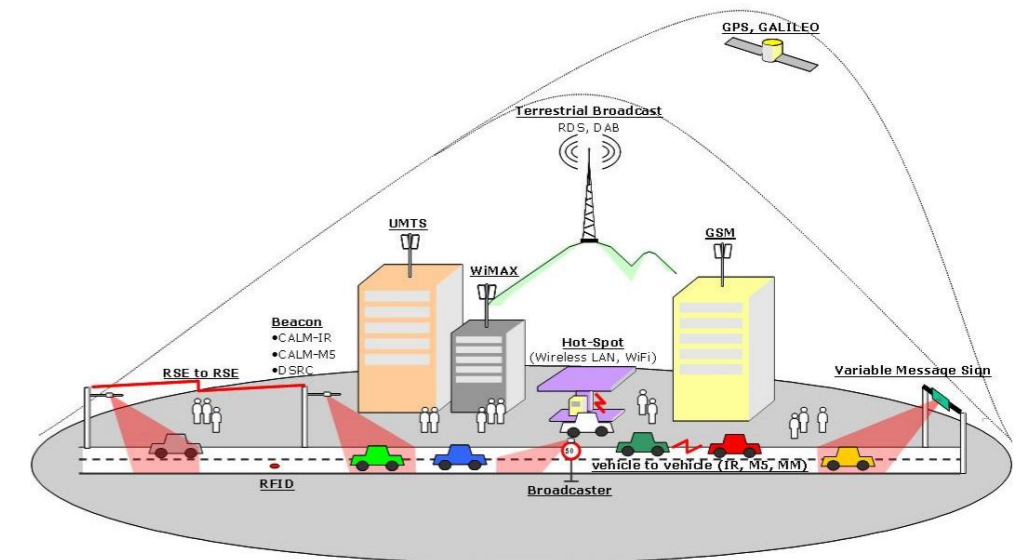 GPS, GALILEO
Terrestrial Broadcast
RDS, DAB
UMTS
GSM
WiMAX
Beacon
•CALM-IR
•CALM-M5
•DSRC
Hot-Spot
(Wireless LAN, WiFi)
RSE to RSE
Variable Message Sign
50
vehicle to vehicle (IR, M5, MM)
RFID
Broadcaster